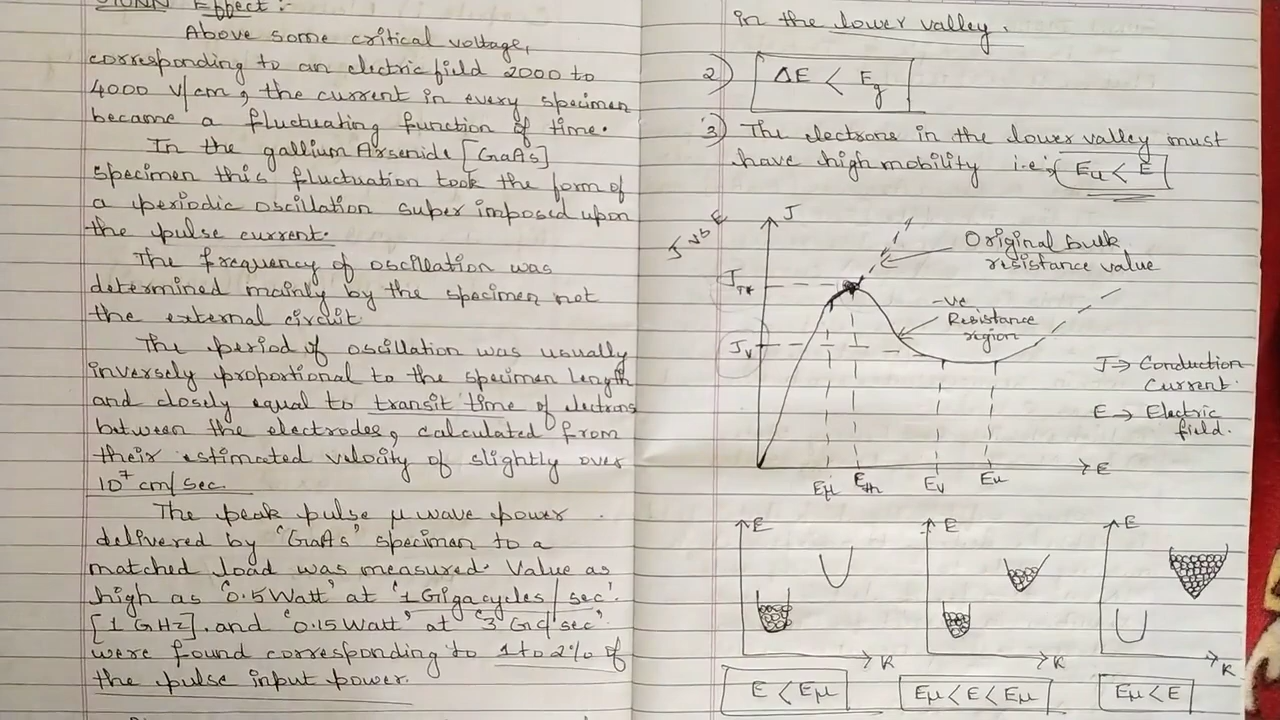 Effect :-
Above some critical voltage,
corresponding to an electric field 2000 to
4000 v/cm, the current in every specimen
became a fluctuating function of time.
In the gallium Arsenide [GaAs]
specimen this fluctuation took the form of
a periodic oscillation super imposed upon
the pulse current.
The frequency of oscillation was
determined mainly by the specimen not
the external circuit.
The period of oscillation was usually
inversely proportional to the specimen length
and closely equal to transit time of electrons
between the electrodes, calculated from
their estimated velocity of slightly over
10⁷ cm/sec.
The peak pulse μ wave power
delivered by "GaAs" specimen to a
matched load was measured. Value as
high as '0.5 Watt' at '1 Gigacycles/sec'.
[1 GHz]. and '0.15 Watt' at '3 Gc/sec'.
were found corresponding to 1 to 2% of
the pulse input power.
in the lower valley.
2) ΔE < Eg
3) The electrons in the lower valley must
have high mobility i.e.; Eu < E
J vs E
J
Original bulk
resistance value
JTH
-ve
Resistance
region
Jv
J → Conduction
Current.
E → Electric
field.
Eμ Eth Ev Eu E
E E E
K K K
E < Eμ Eμ < E < Eμ Eμ < E